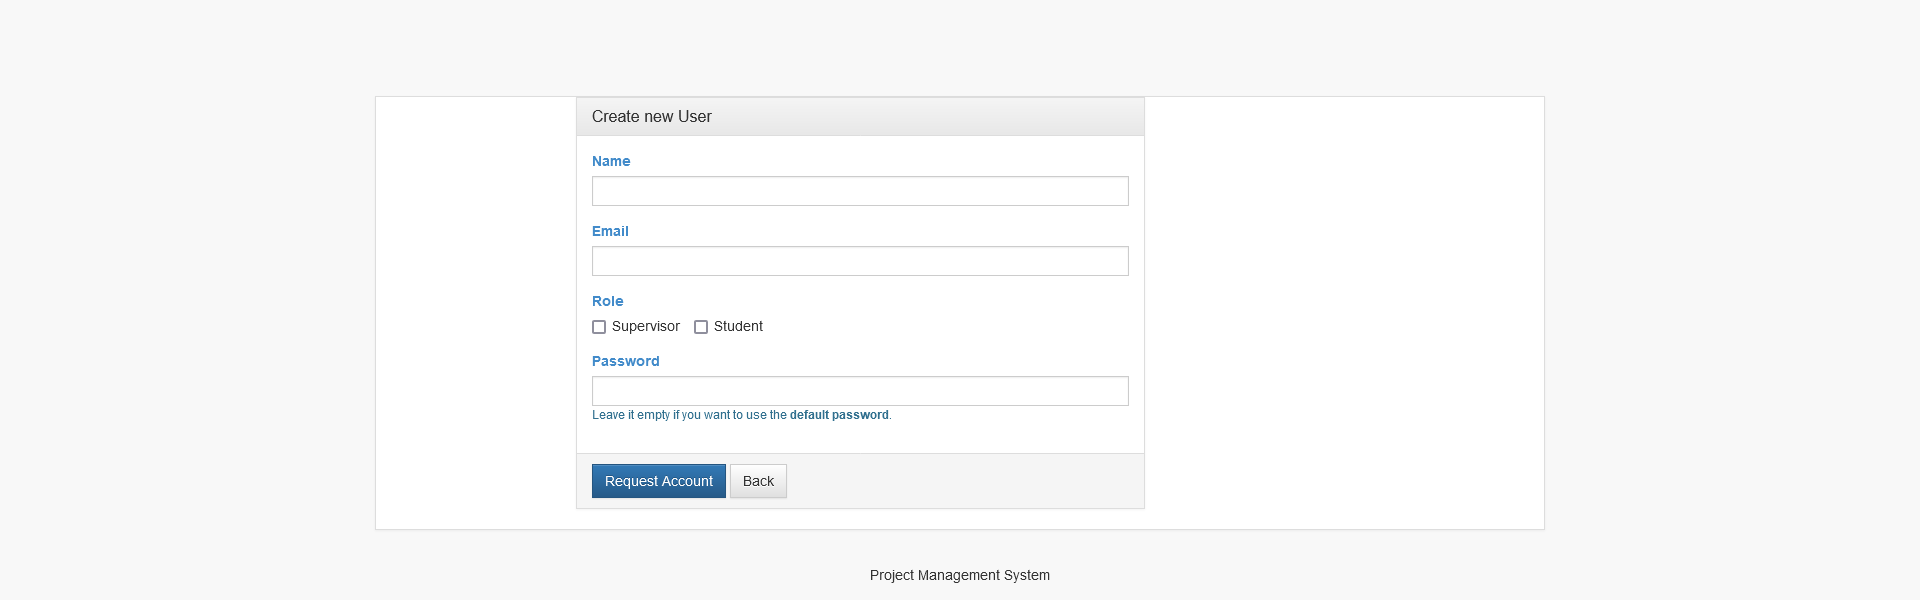 Create new User
Name
Email
Role
Supervisor Student
Password
Leave it empty if you want to use the default password.
Request Account Back
Project Management System